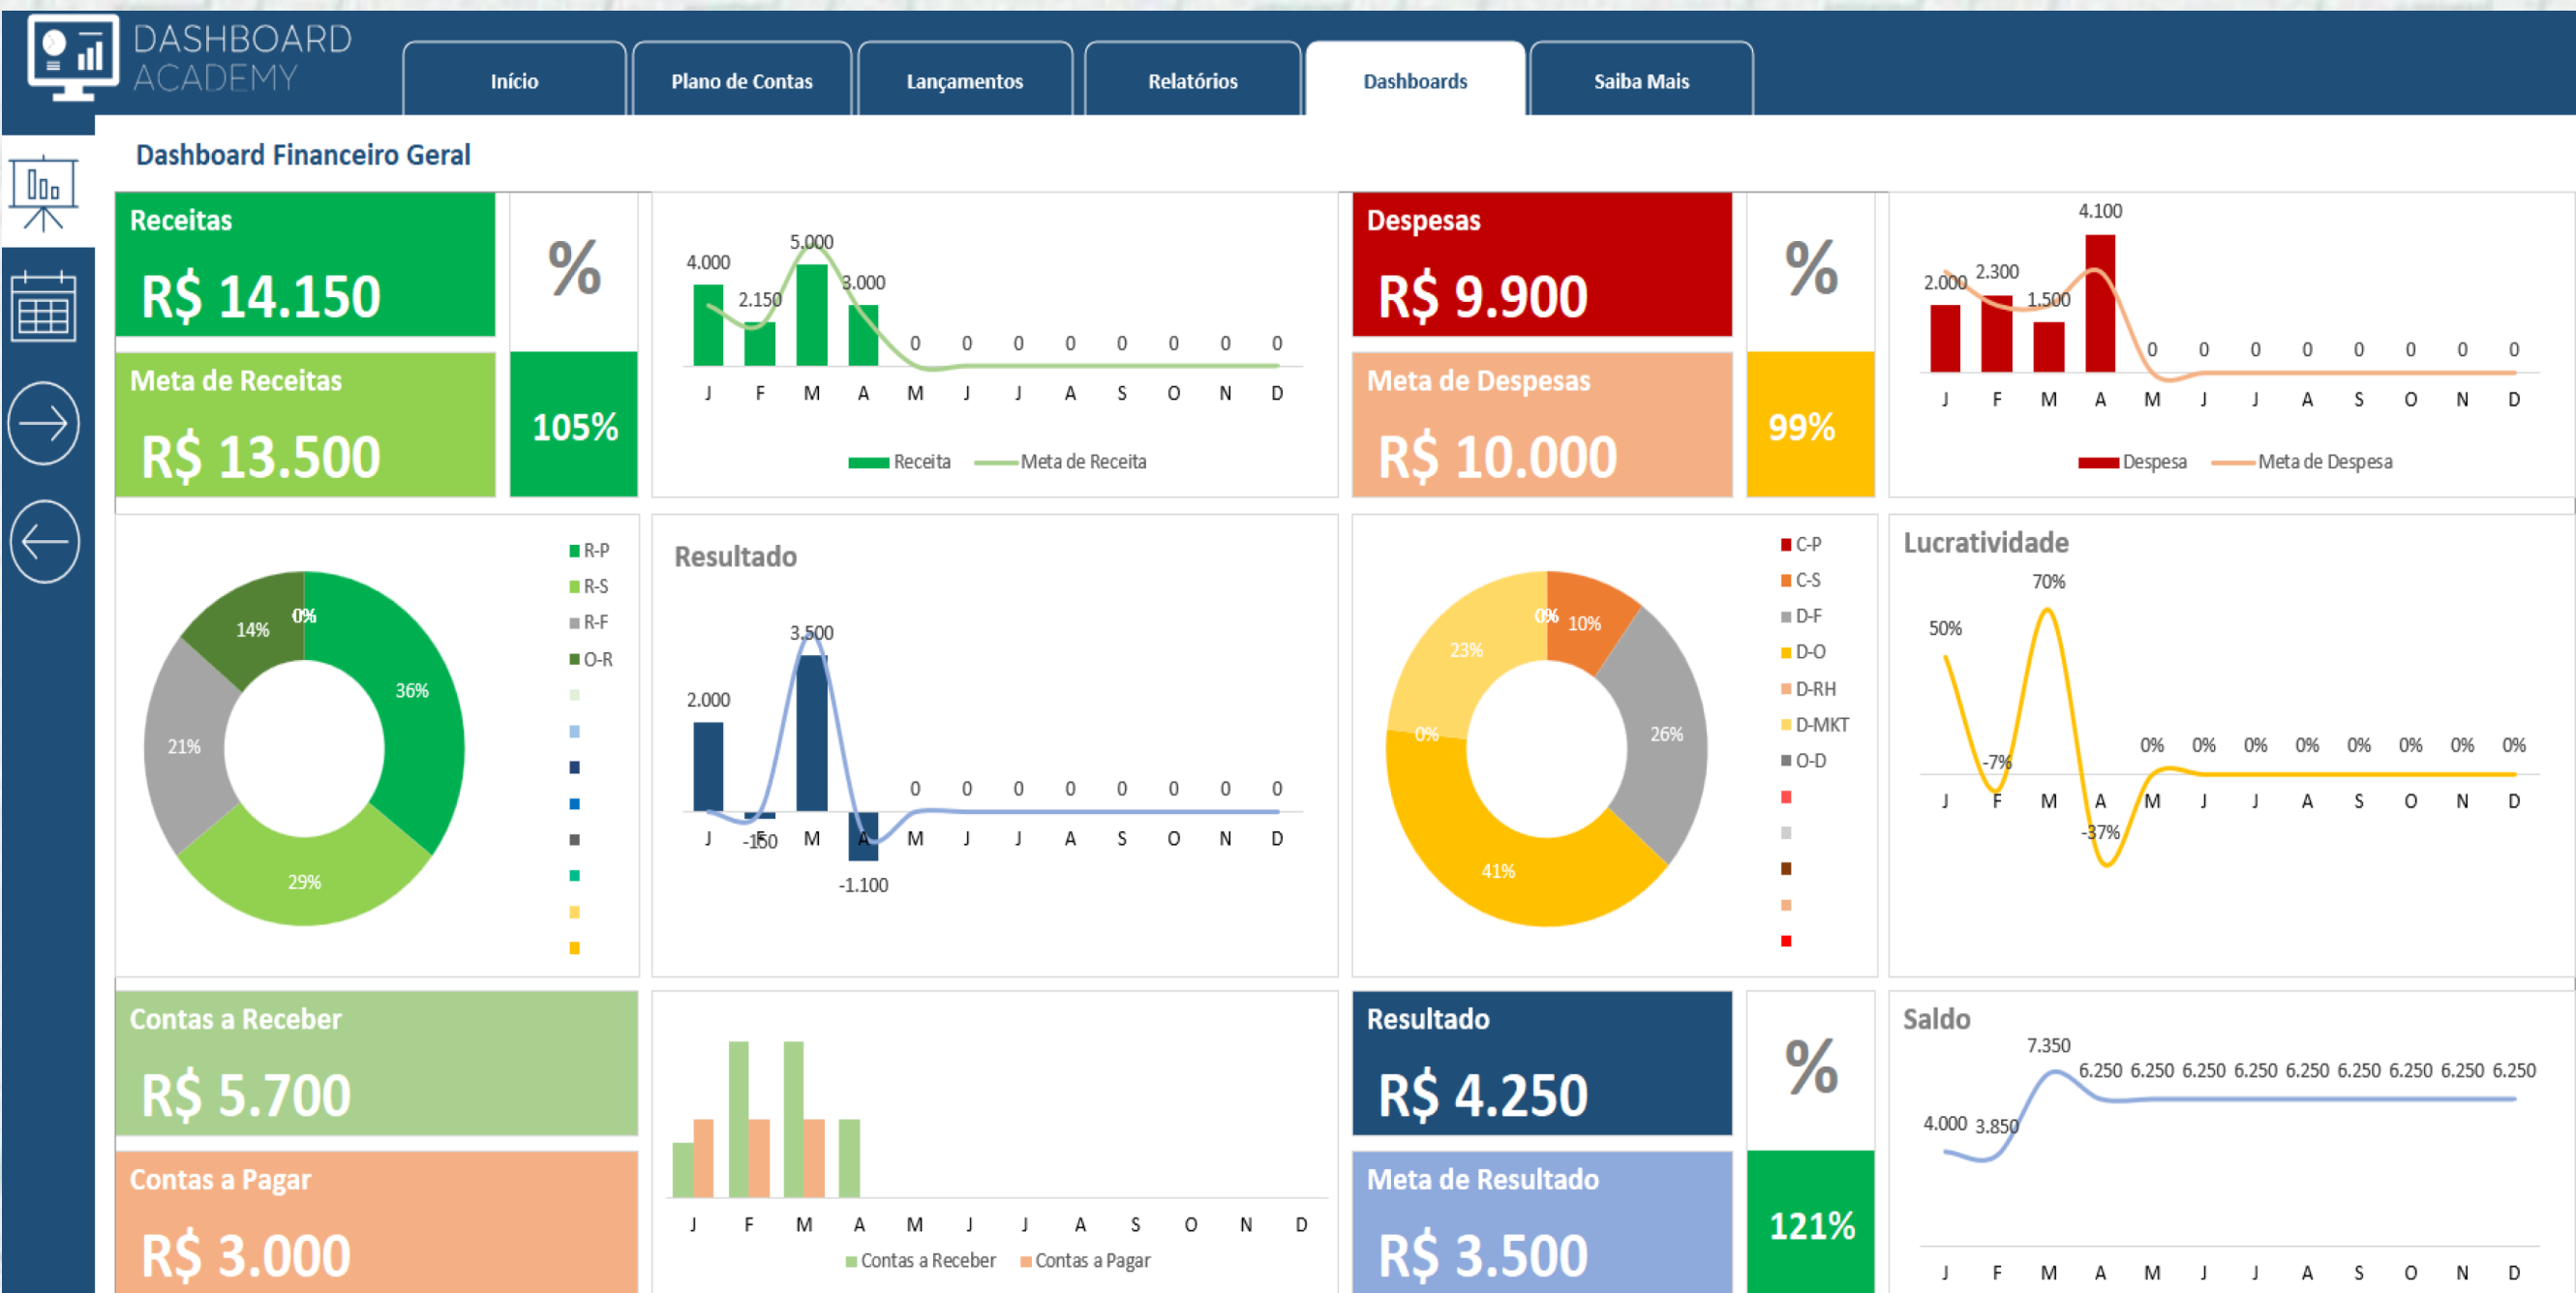 DASHBOARD
ACADEMY
Início
Plano de Contas
Lançamentos
Relatórios
Dashboards
Saiba Mais
Dashboard Financeiro Geral
Receitas
R$ 14.150
%
Meta de Receitas
R$ 13.500
105%
4.000 2.150 5.000 3.000 0 0 0 0 0 0 0 0
J F M A M J J A S O N D
Receita Meta de Receita
Despesas
R$ 9.900
%
Meta de Despesas
R$ 10.000
99%
2.000 2.300 1.500 4.100 0 0 0 0 0 0 0 0
J F M A M J J A S O N D
Despesa Meta de Despesa
0%
14%
36%
21%
29%
R-P
R-S
R-F
O-R
Resultado
2.000 -150 3.500 -1.100 0 0 0 0 0 0 0 0
J F M A M J J A S O N D
0%
10%
23%
26%
0%
41%
C-P
C-S
D-F
D-O
D-RH
D-MKT
O-D
Lucratividade
50% -7% 70% -37% 0% 0% 0% 0% 0% 0% 0% 0%
J F M A M J J A S O N D
Contas a Receber
R$ 5.700
Contas a Pagar
R$ 3.000
J F M A M J J A S O N D
Contas a Receber Contas a Pagar
Resultado
R$ 4.250
%
Meta de Resultado
R$ 3.500
121%
Saldo
4.000 3.850 7.350 6.250 6.250 6.250 6.250 6.250 6.250 6.250 6.250 6.250
J F M A M J J A S O N D